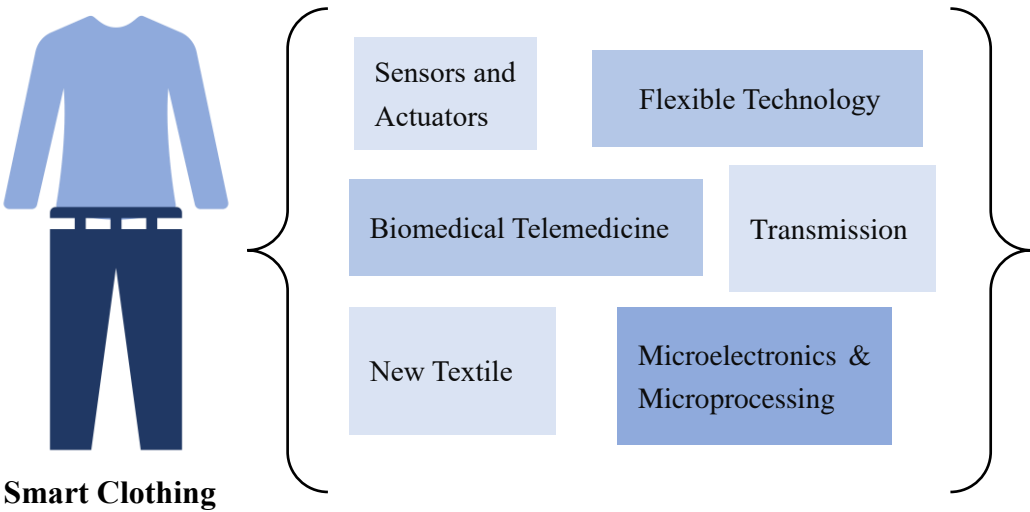 Sensors and
Actuators
Flexible Technology
Biomedical Telemedicine
Transmission
New Textile
Microelectronics &
Microprocessing
Smart Clothing